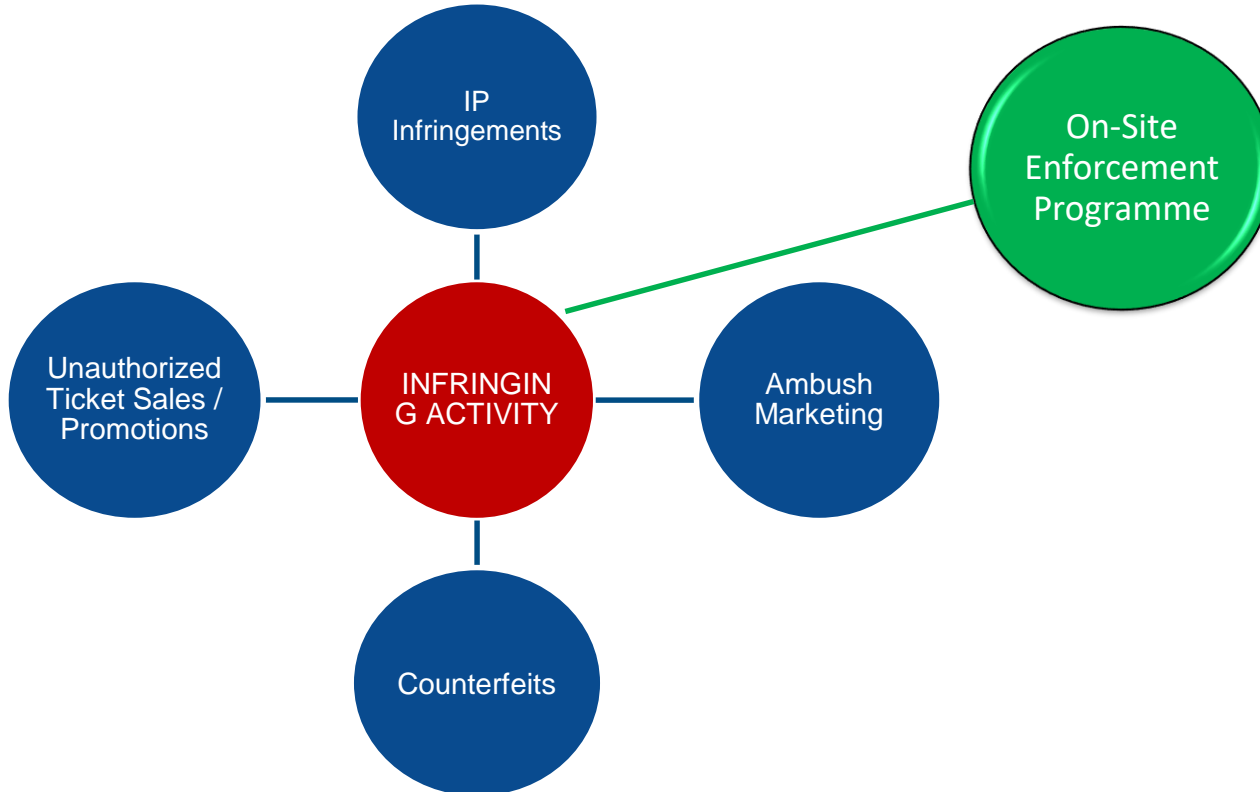 IP
Infringements
On-Site
Enforcement
Programme
Unauthorized
Ticket Sales /
Promotions
INFRINGIN
G ACTIVITY
Ambush
Marketing
Counterfeits